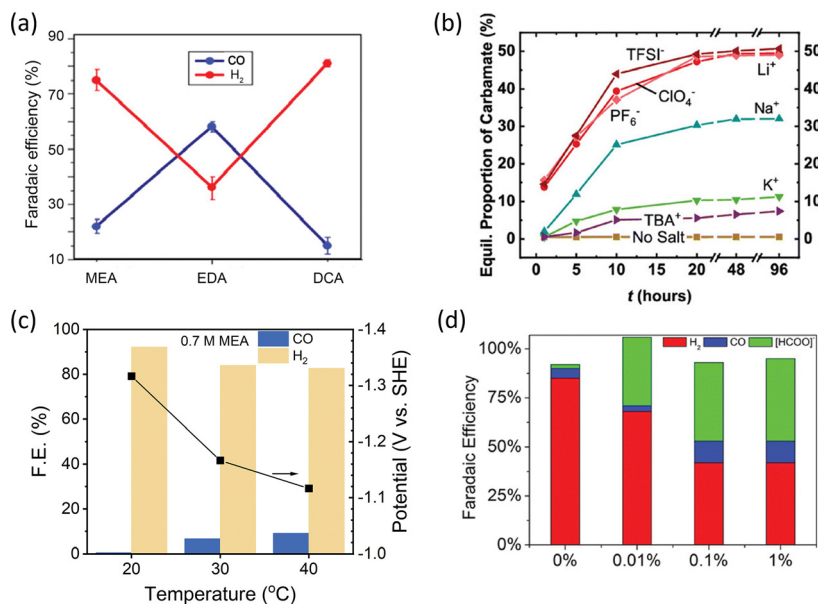 (a)
90
70
50
30
10
Faradaic efficiency (%)
CO
H₂
MEA
EDA
DCA
(b)
Equil. Proportion of Carbamate (%)
50
40
30
20
10
0
TFSI⁻
ClO₄⁻
PF₆⁻
Li⁺
Na⁺
K⁺
TBA⁺
No Salt
50
40
30
20
10
0
0
5
10
15
20
48
96
t (hours)
(c)
F.E. (%)
100
80
60
40
20
0
0.7 M MEA
CO
H₂
-1.4
-1.3
-1.2
-1.1
-1.0
Potential (V vs. SHE)
20
30
40
Temperature (°C)
(d)
Faradaic Efficiency
100%
75%
50%
25%
0%
H₂
CO
[HCOO]⁻
0%
0.01%
0.1%
1%